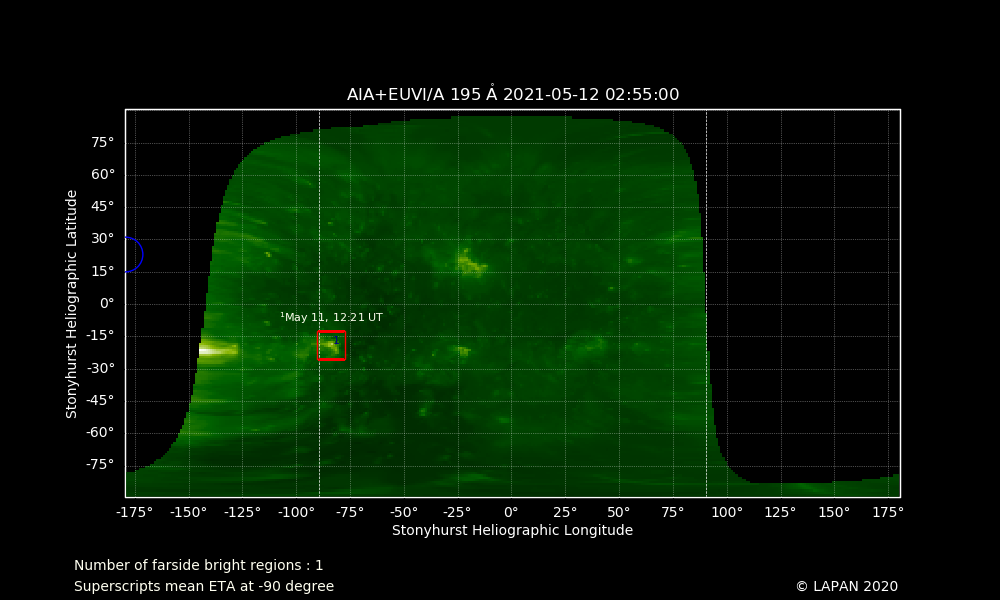 AIA+EUVI/A 195 Å 2021-05-12 02:55:00
Stonyhurst Heliographic Latitude
75°
60°
45°
30°
15°
0°
-15°
-30°
-45°
-60°
-75°
¹May 11, 12:21 UT
1
-175° -150° -125° -100° -75° -50° -25° 0° 25° 50° 75° 100° 125° 150° 175°
Stonyhurst Heliographic Longitude
Number of farside bright regions : 1
Superscripts mean ETA at -90 degree
© LAPAN 2020